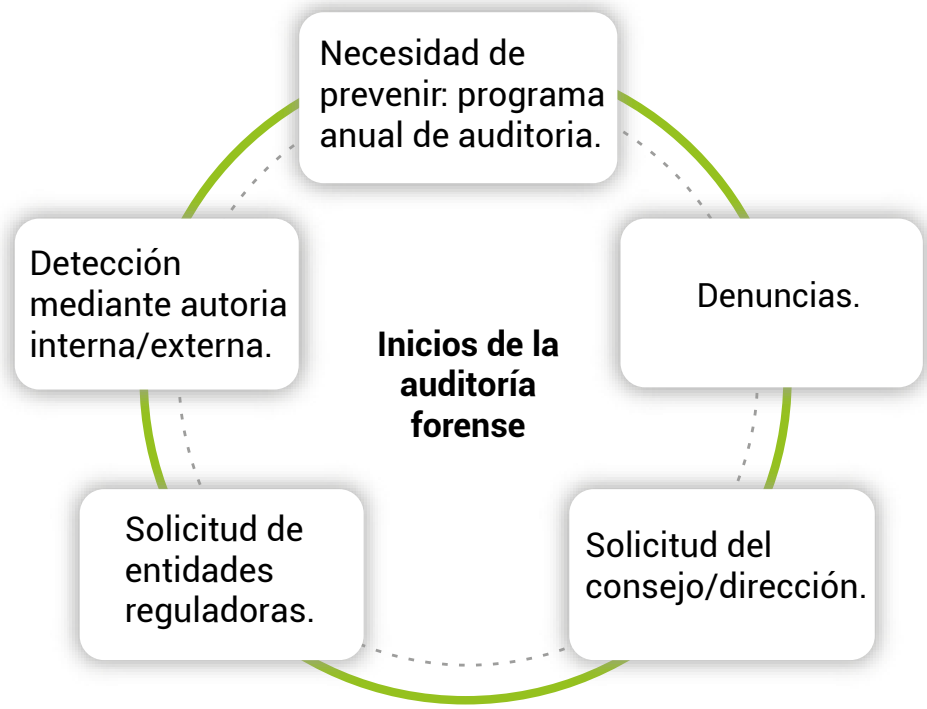 Necesidad de
prevenir: programa
anual de auditoria.
Detección
mediante autoria
interna/externa.
Denuncias.
Inicios de la
auditoría
forense
Solicitud de
entidades
reguladoras.
Solicitud del
consejo/dirección.